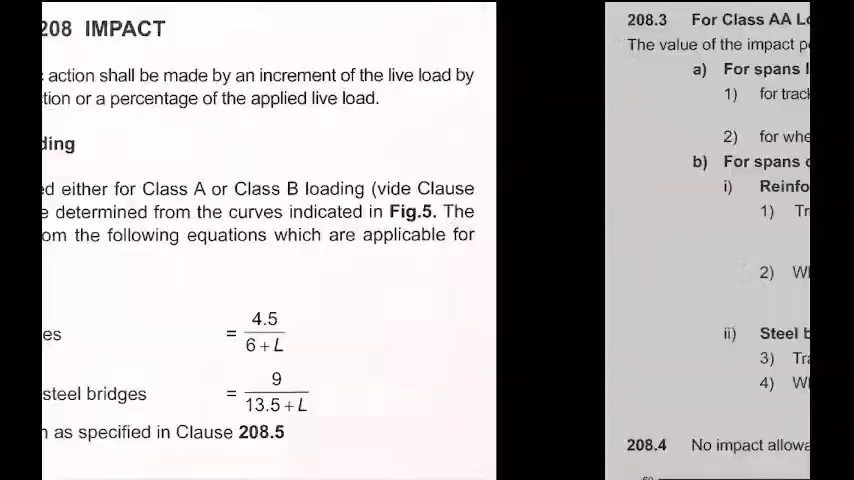 208 IMPACT
action shall be made by an increment of the live load by
tion or a percentage of the applied live load.
ding
ed either for Class A or Class B loading (vide Clause
e determined from the curves indicated in Fig.5. The
om the following equations which are applicable for
es = 4.5 / 6 + L
steel bridges = 9 / 13.5 + L
n as specified in Clause 208.5
208.3 For Class AA Lo
The value of the impact pe
a) For spans l
1) for track
2) for whe
b) For spans o
i) Reinfo
1) Tr
2) Wh
ii) Steel b
3) Tra
4) Wh
208.4 No impact allowa